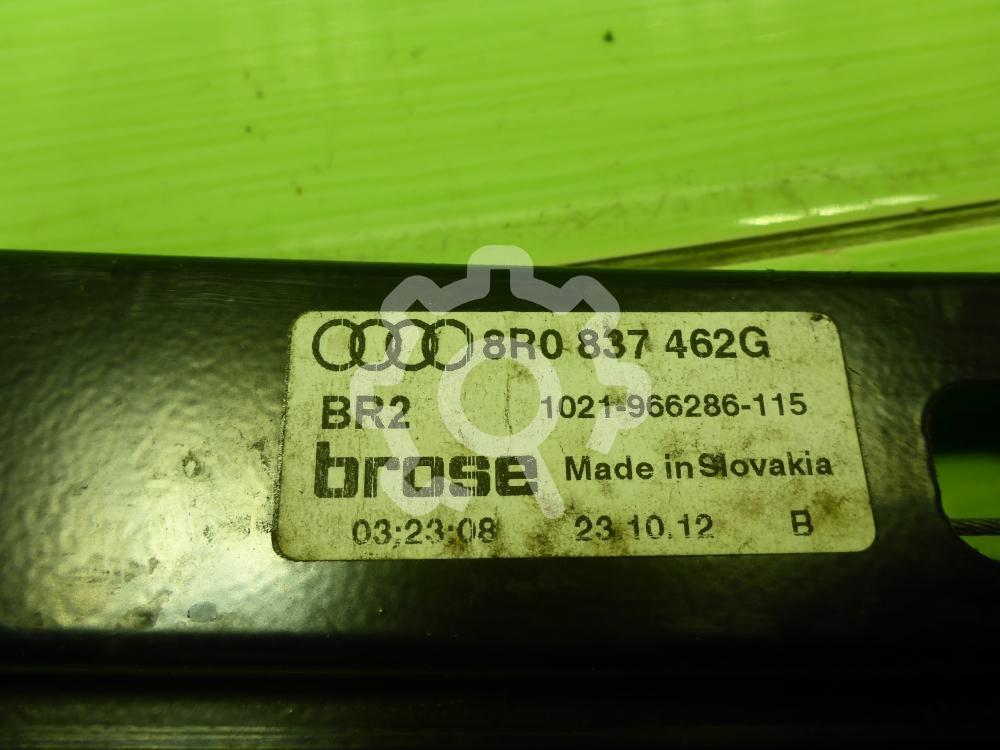 8R0 837 462G
BR2 1021-966286-115
brose Made in Slovakia
03:23:08 23.10.12 B